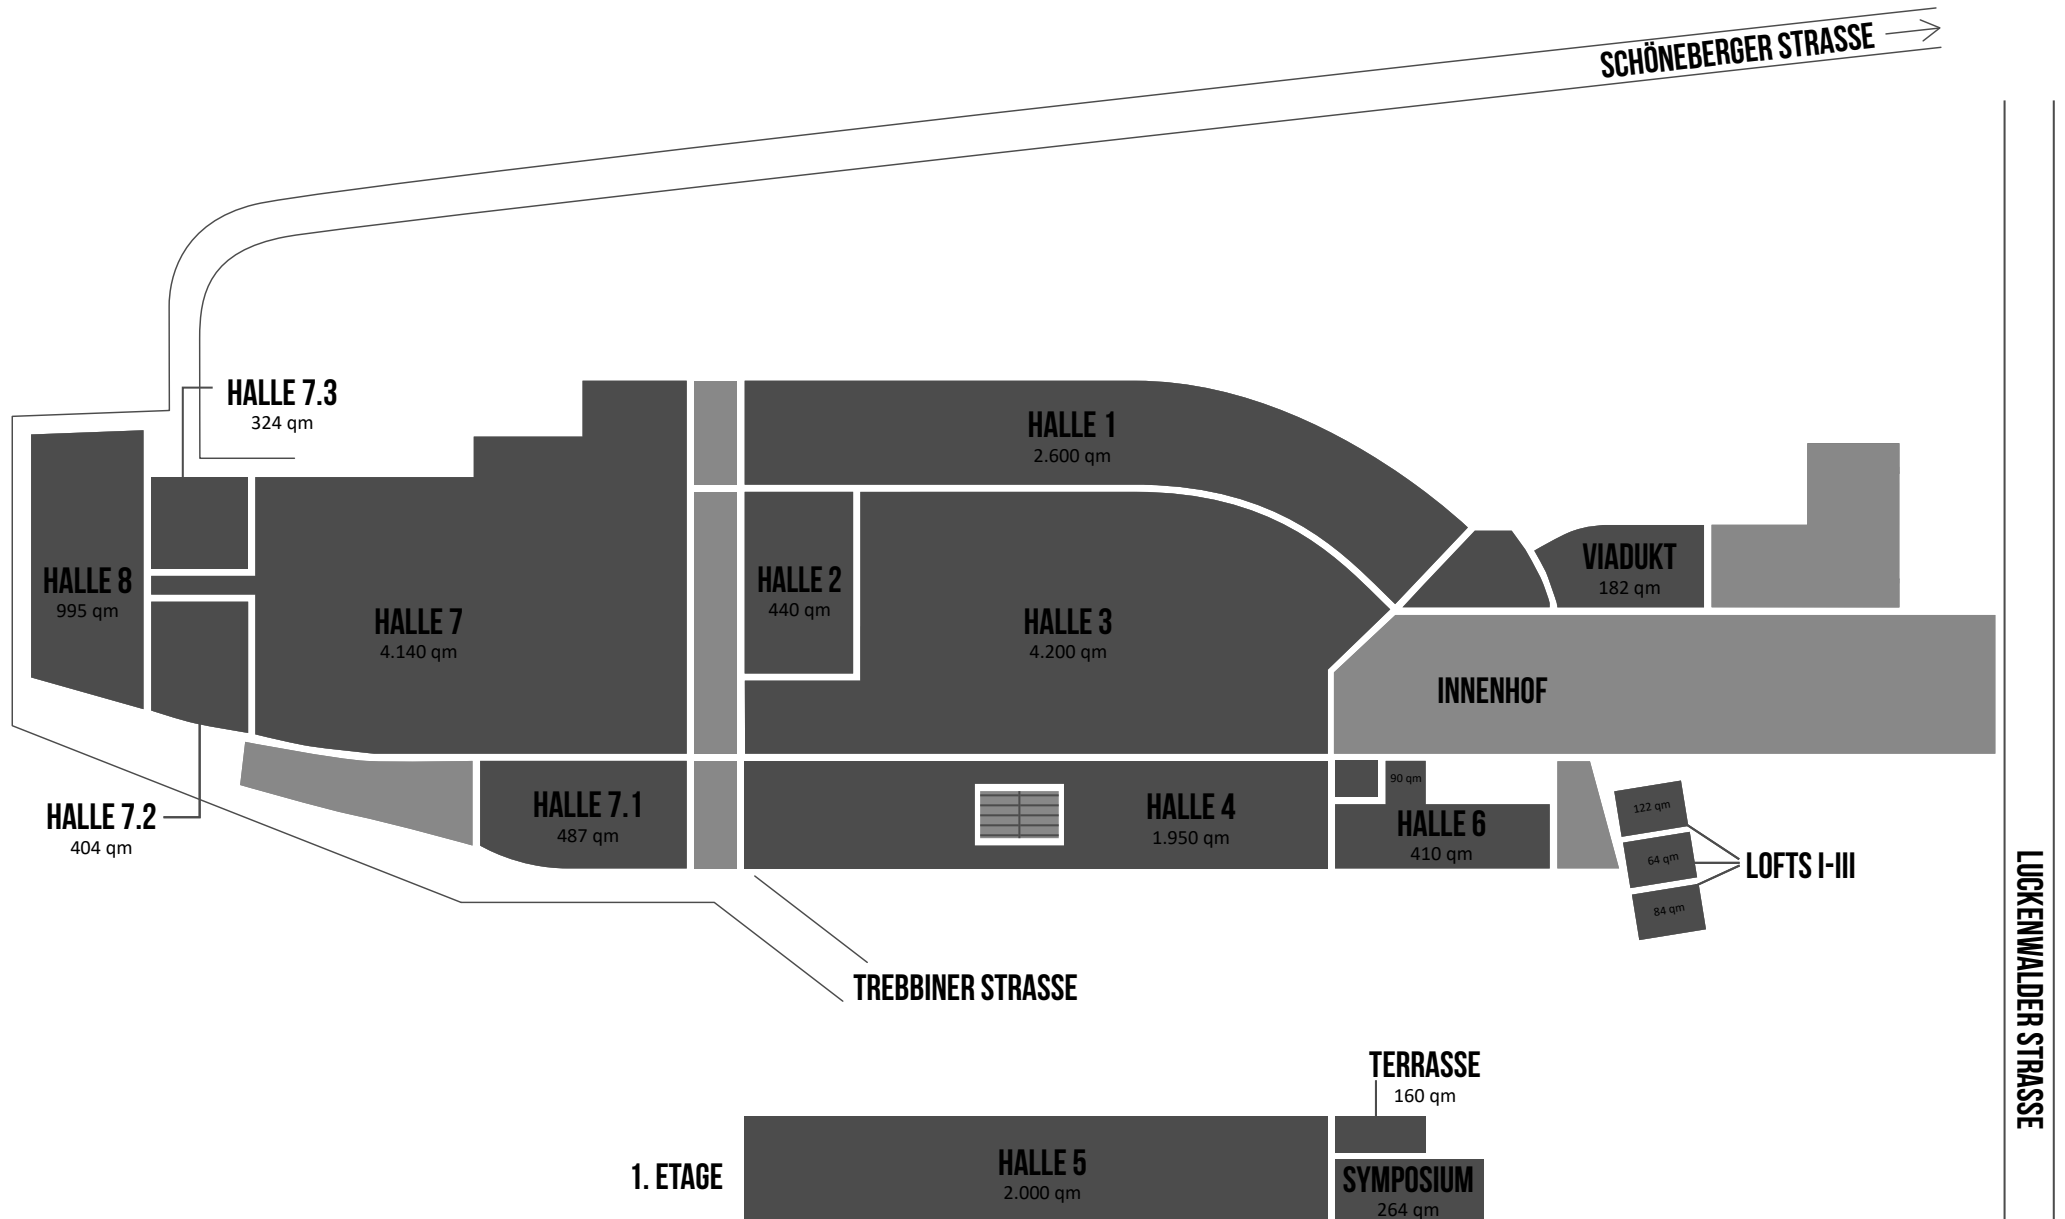 SCHÖNEBERGER STRASSE
HALLE 7.3
324 qm
HALLE 1
2.600 qm
HALLE 8
995 qm
HALLE 7
4.140 qm
HALLE 2
440 qm
HALLE 3
4.200 qm
VIADUKT
182 qm
INNENHOF
HALLE 7.2
404 qm
HALLE 7.1
487 qm
HALLE 4
1.950 qm
90 qm
HALLE 6
410 qm
122 qm
64 qm
84 qm
LOFTS I-III
LUCKENWALDER STRASSE
TREBBINER STRASSE
TERRASSE
160 qm
1. ETAGE
HALLE 5
2.000 qm
SYMPOSIUM
264 qm